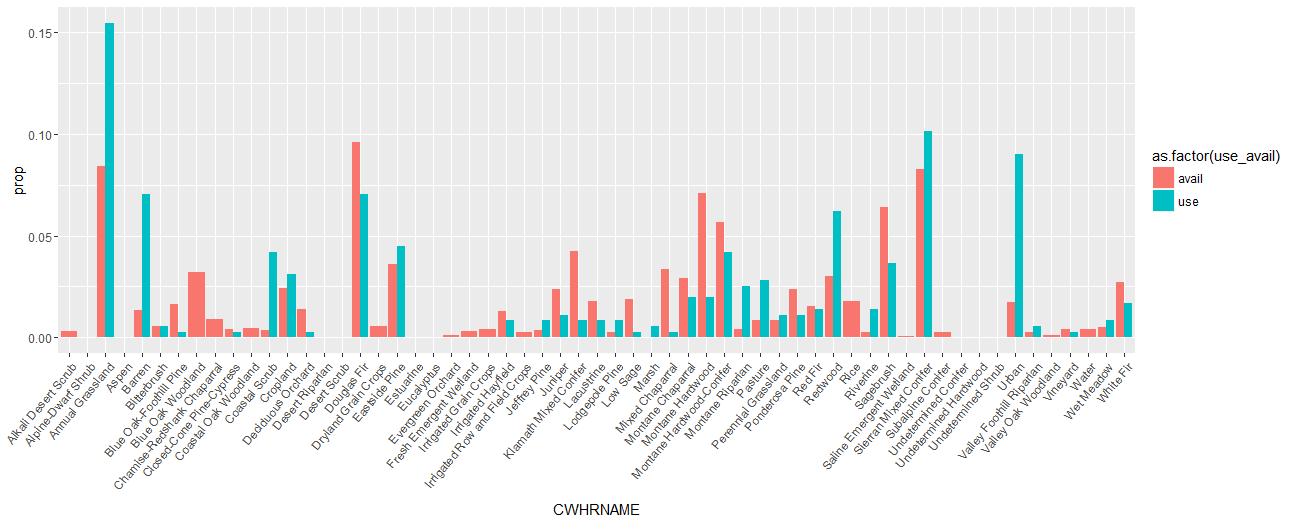 0.15
0.10
0.05
0.00
prop
Alkali Desert Scrub
Alpine-Dwarf Shrub
Annual Grassland
Aspen
Barren
Bitterbrush
Blue Oak-Foothill Pine
Blue Oak Woodland
Chamise-Redshank Chaparral
Closed-Cone Pine-Cypress
Coastal Oak Woodland
Coastal Scrub
Cropland
Deciduous Orchard
Desert Riparian
Desert Scrub
Douglas Fir
Dryland Grain Crops
Eastside Pine
Estuarine
Eucalyptus
Evergreen Orchard
Fresh Emergent Wetland
Irrigated Grain Crops
Irrigated Hayfield
Irrigated Row and Field Crops
Jeffrey Pine
Juniper
Klamath Mixed Conifer
Lacustrine
Lodgepole Pine
Low Sage
Marsh
Mixed Chaparral
Montane Chaparral
Montane Hardwood
Montane Hardwood-Conifer
Montane Riparian
Pasture
Perennial Grassland
Ponderosa Pine
Red Fir
Redwood
Rice
Riverine
Sagebrush
Saline Emergent Wetland
Sierran Mixed Conifer
Subalpine Conifer
Undetermined Conifer
Undetermined Hardwood
Undetermined Shrub
Urban
Valley Foothill Riparian
Valley Oak Woodland
Vineyard
Water
Wet Meadow
White Fir
CWHRNAME
as.factor(use_avail)
avail
use